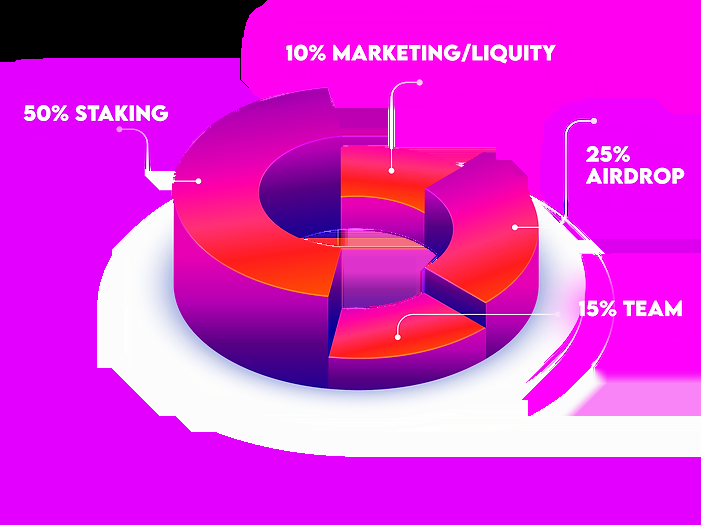 10% MARKETING/LIQUITY
50% STAKING
25%
AIRDROP
15% TEAM